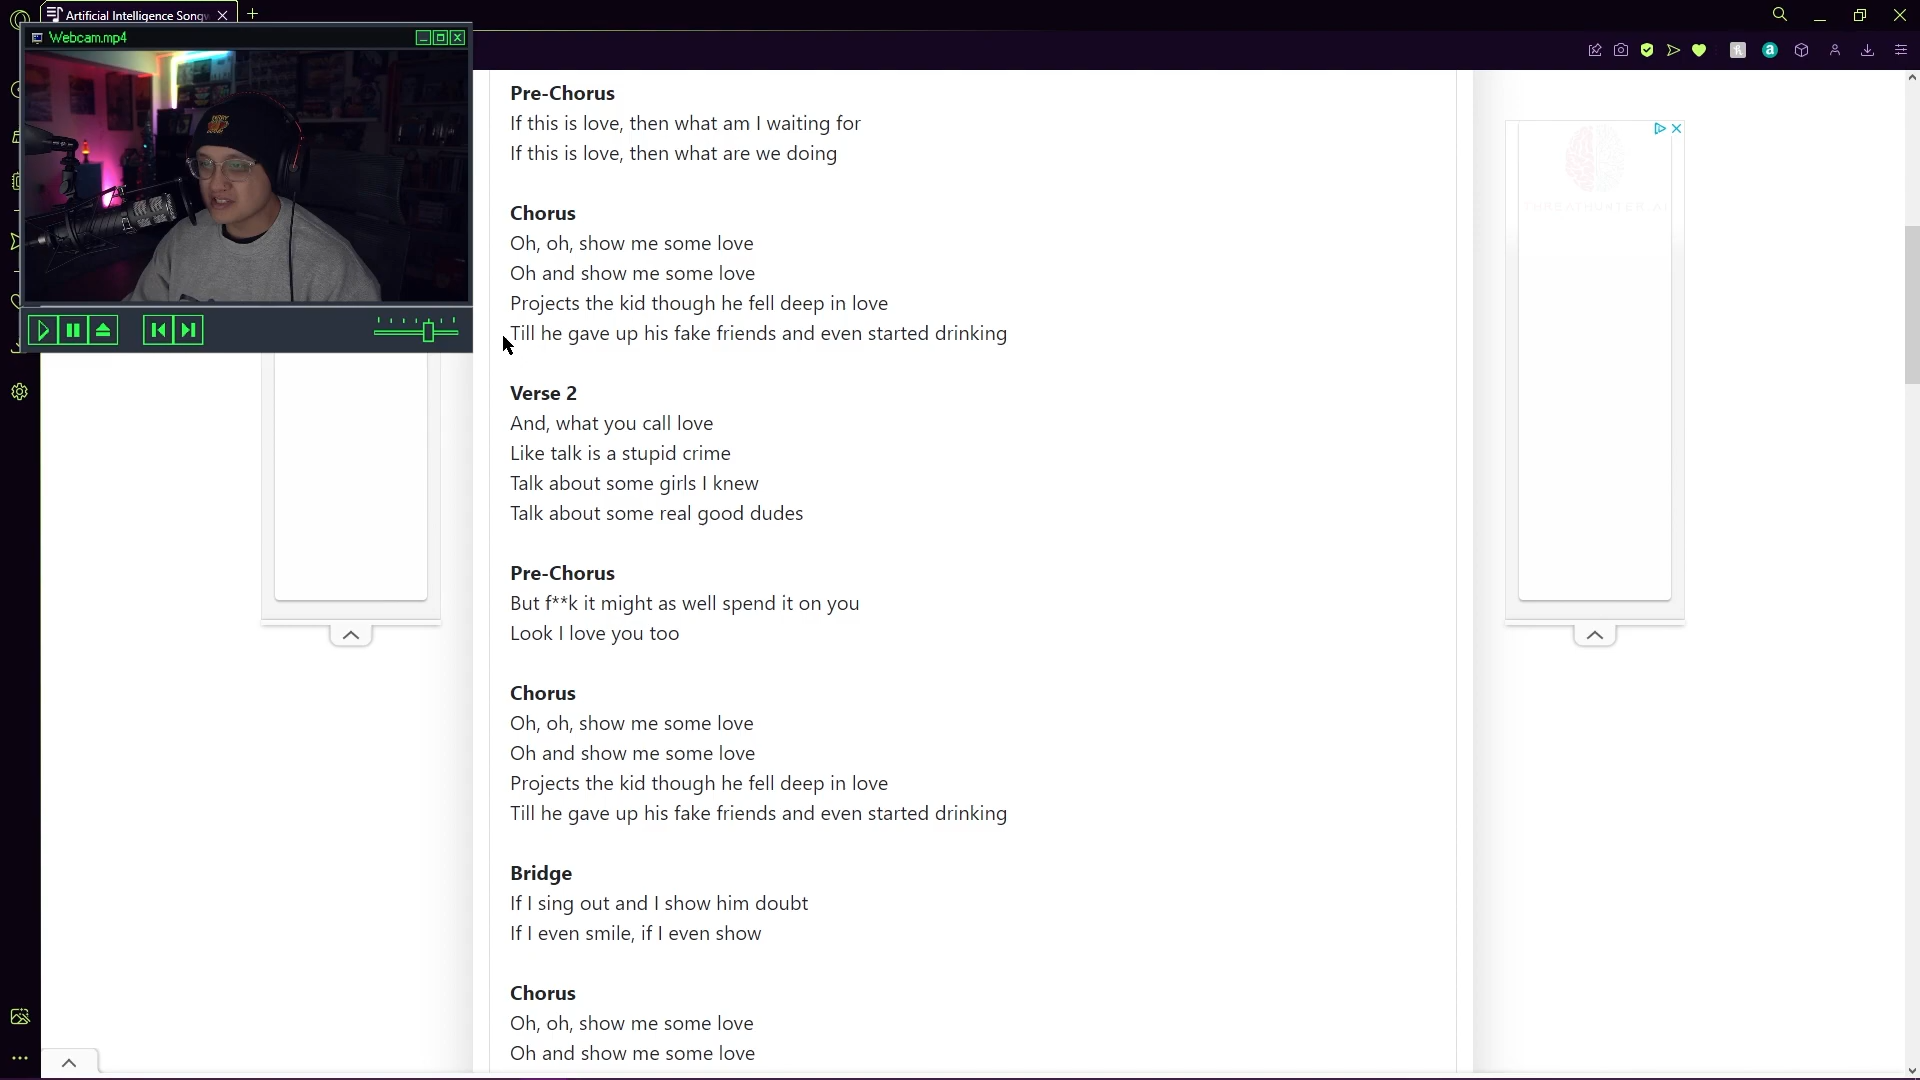 Artificial Intelligence Songw
Webcam.mp4
Pre-Chorus
If this is love, then what am I waiting for
If this is love, then what are we doing
Chorus
Oh, oh, show me some love
Oh and show me some love
Projects the kid though he fell deep in love
Till he gave up his fake friends and even started drinking
Verse 2
And, what you call love
Like talk is a stupid crime
Talk about some girls I knew
Talk about some real good dudes
Pre-Chorus
But f**k it might as well spend it on you
Look I love you too
Chorus
Oh, oh, show me some love
Oh and show me some love
Projects the kid though he fell deep in love
Till he gave up his fake friends and even started drinking
Bridge
If I sing out and I show him doubt
If I even smile, if I even show
Chorus
Oh, oh, show me some love
Oh and show me some love